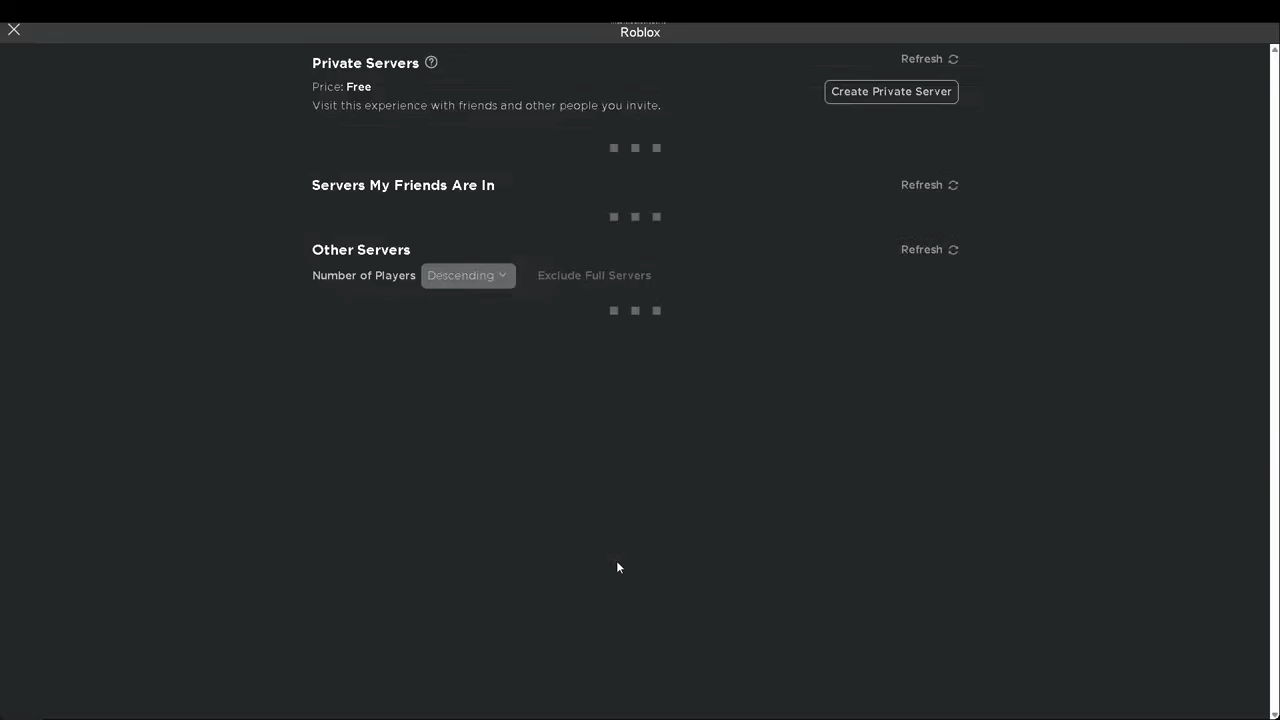 Roblox
Private Servers
Refresh
Price: Free
Create Private Server
Visit this experience with friends and other people you invite.
Servers My Friends Are In
Refresh
Other Servers
Refresh
Number of Players Descending Exclude Full Servers